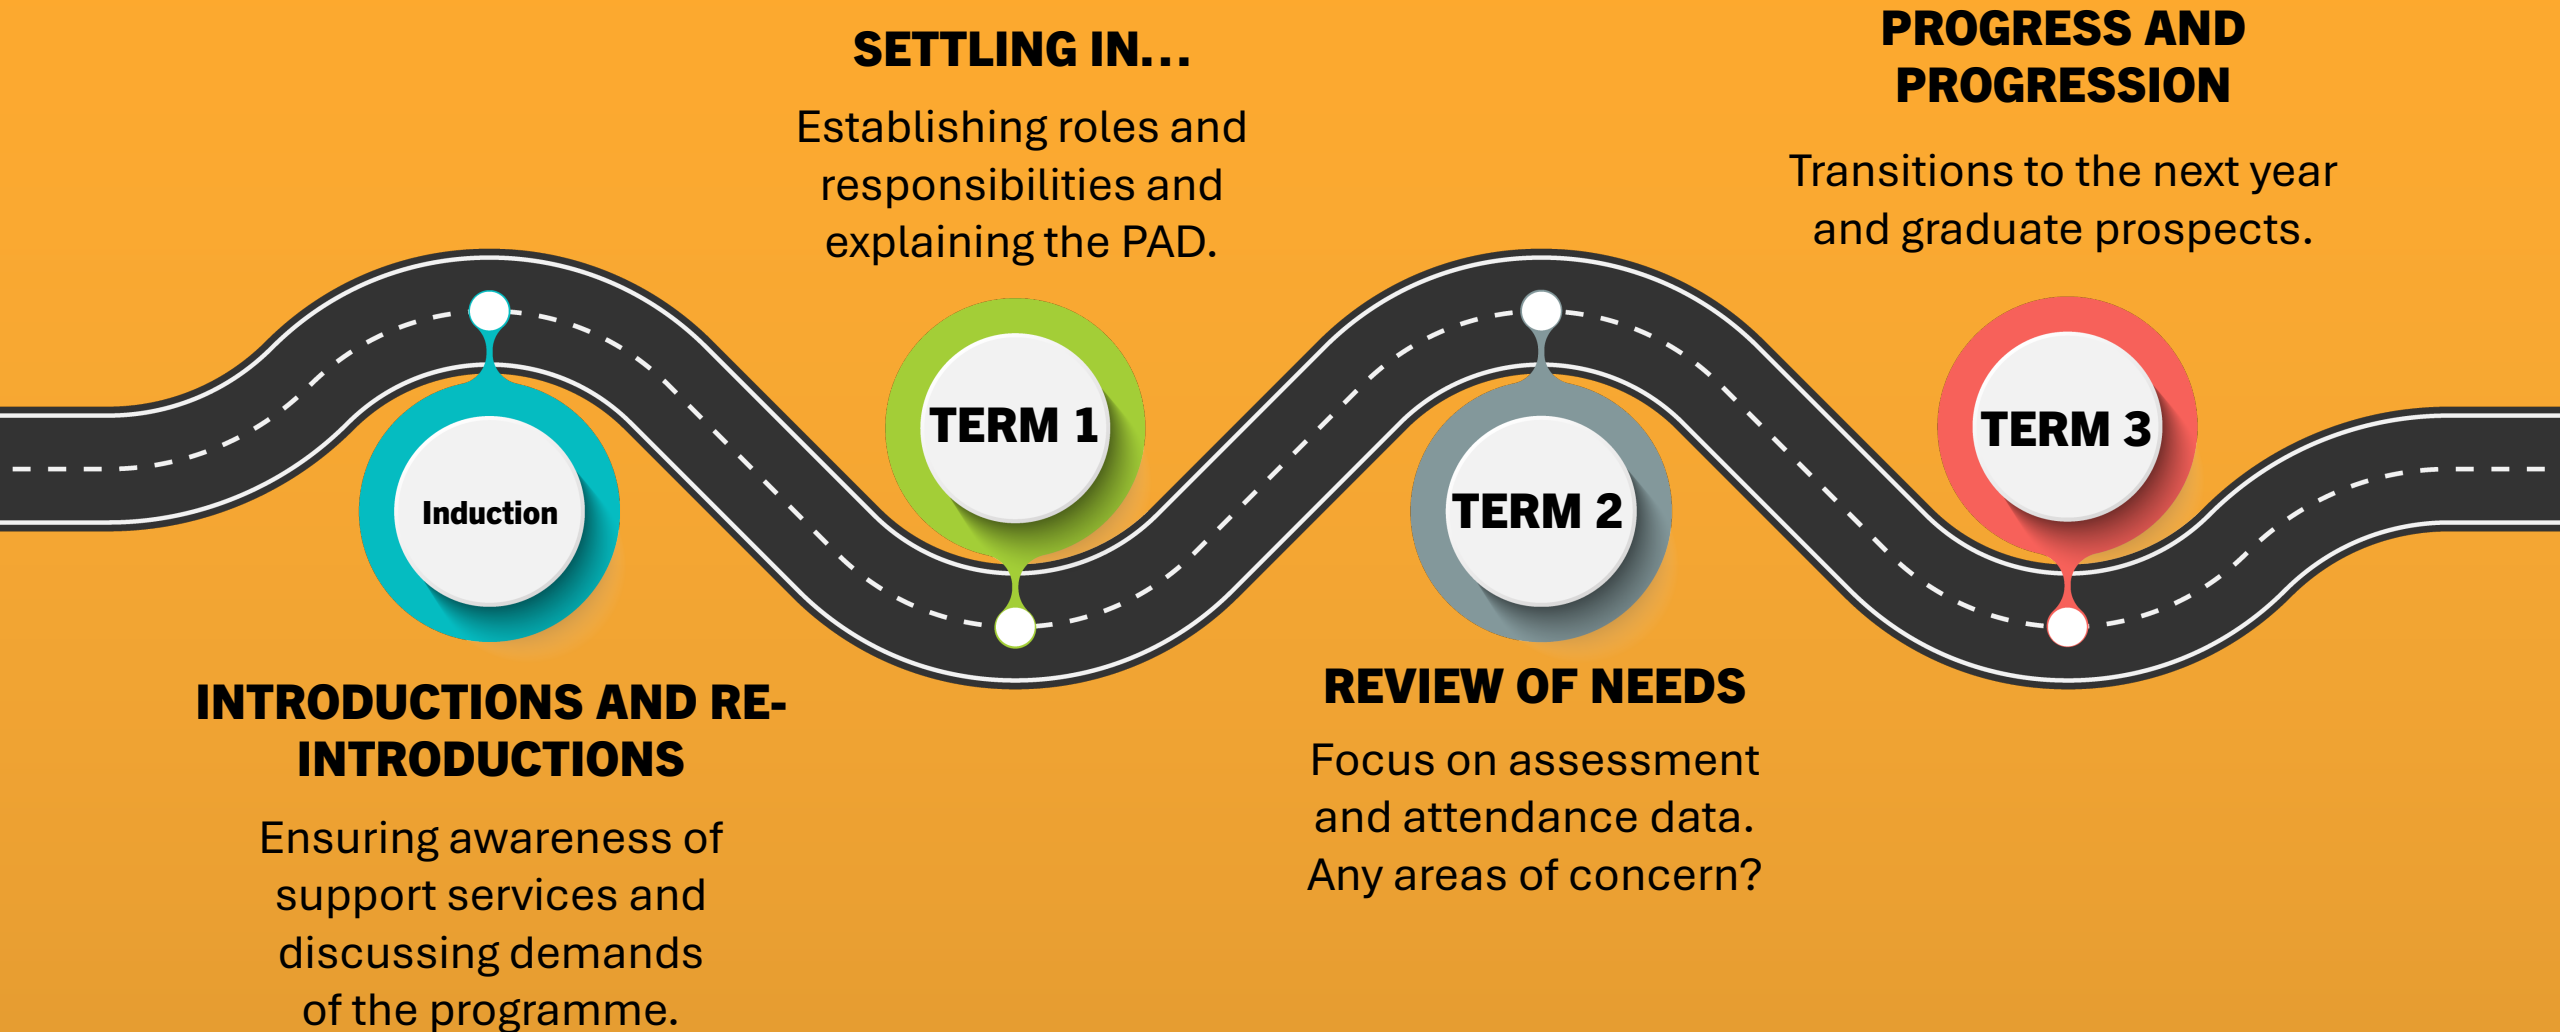 Induction
INTRODUCTIONS AND RE-
INTRODUCTIONS
Ensuring awareness of
support services and
discussing demands
of the programme.
SETTLING IN...
Establishing roles and
responsibilities and
explaining the PAD.
TERM 1
TERM 2
REVIEW OF NEEDS
Focus on assessment
and attendance data.
Any areas of concern?
PROGRESS AND
PROGRESSION
Transitions to the next year
and graduate prospects.
TERM 3